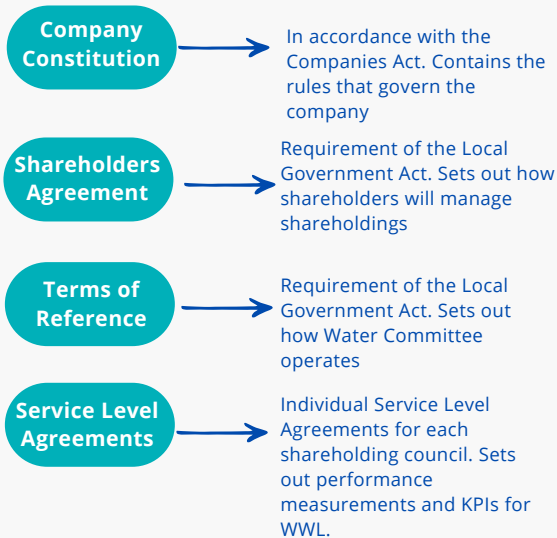 Company
Constitution
In accordance with the
Companies Act. Contains the
rules that govern the
company
Shareholders
Agreement
Requirement of the Local
Government Act. Sets out how
shareholders will manage
shareholdings
Terms of
Reference
Requirement of the Local
Government Act. Sets out
how Water Committee
operates
Service Level
Agreements
Individual Service Level
Agreements for each
shareholding council. Sets
out performance
measurements and KPIs for
WWL.